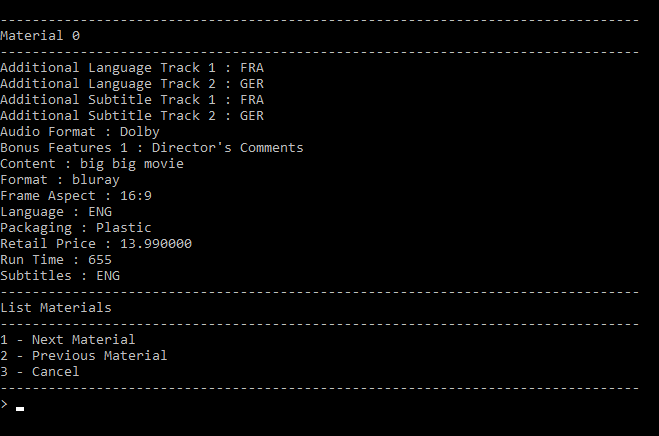 --------------------------------------------------------------------------------
Material 0
--------------------------------------------------------------------------------
Additional Language Track 1 : FRA
Additional Language Track 2 : GER
Additional Subtitle Track 1 : FRA
Additional Subtitle Track 2 : GER
Audio Format : Dolby
Bonus Features 1 : Director's Comments
Content : big big movie
Format : bluray
Frame Aspect : 16:9
Language : ENG
Packaging : Plastic
Retail Price : 13.990000
Run Time : 655
Subtitles : ENG
--------------------------------------------------------------------------------
List Materials
--------------------------------------------------------------------------------
1 - Next Material
2 - Previous Material
3 - Cancel
--------------------------------------------------------------------------------
> _